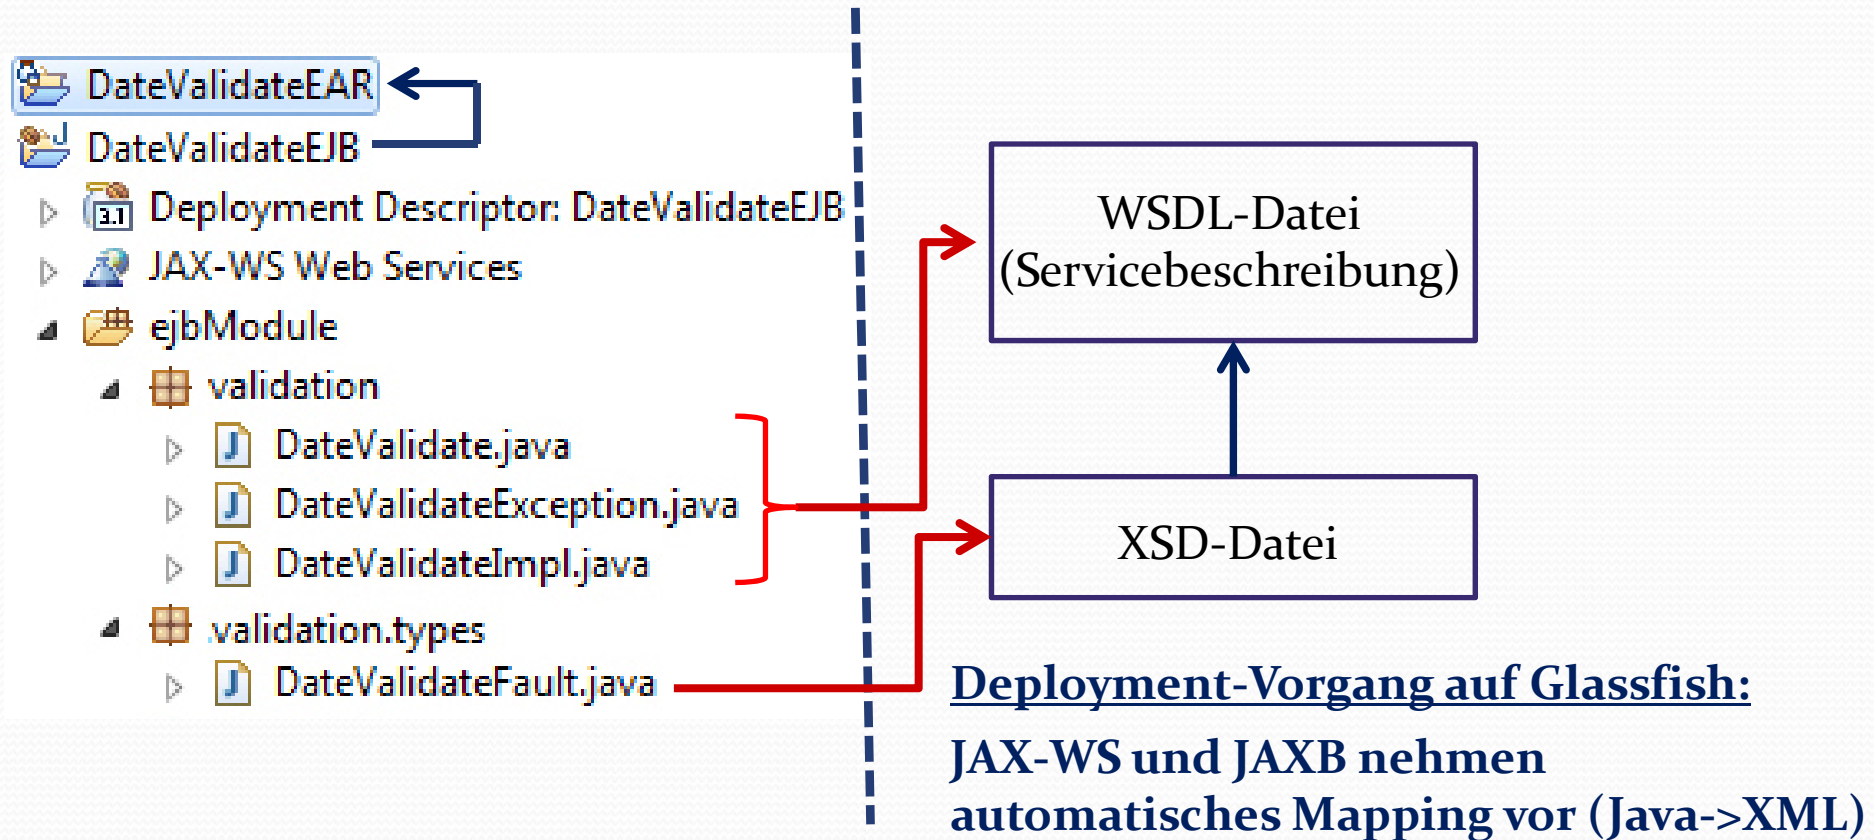 DateValidateEAR
DateValidateEJB
3.1 Deployment Descriptor: DateValidateEJB
JAX-WS Web Services
ejbModule
validation
J DateValidate.java
J DateValidateException.java
J DateValidateImpl.java
.validation.types
J DateValidateFault.java
WSDL-Datei
(Servicebeschreibung)
XSD-Datei
Deployment-Vorgang auf Glassfish:
JAX-WS und JAXB nehmen
automatisches Mapping vor (Java->XML)